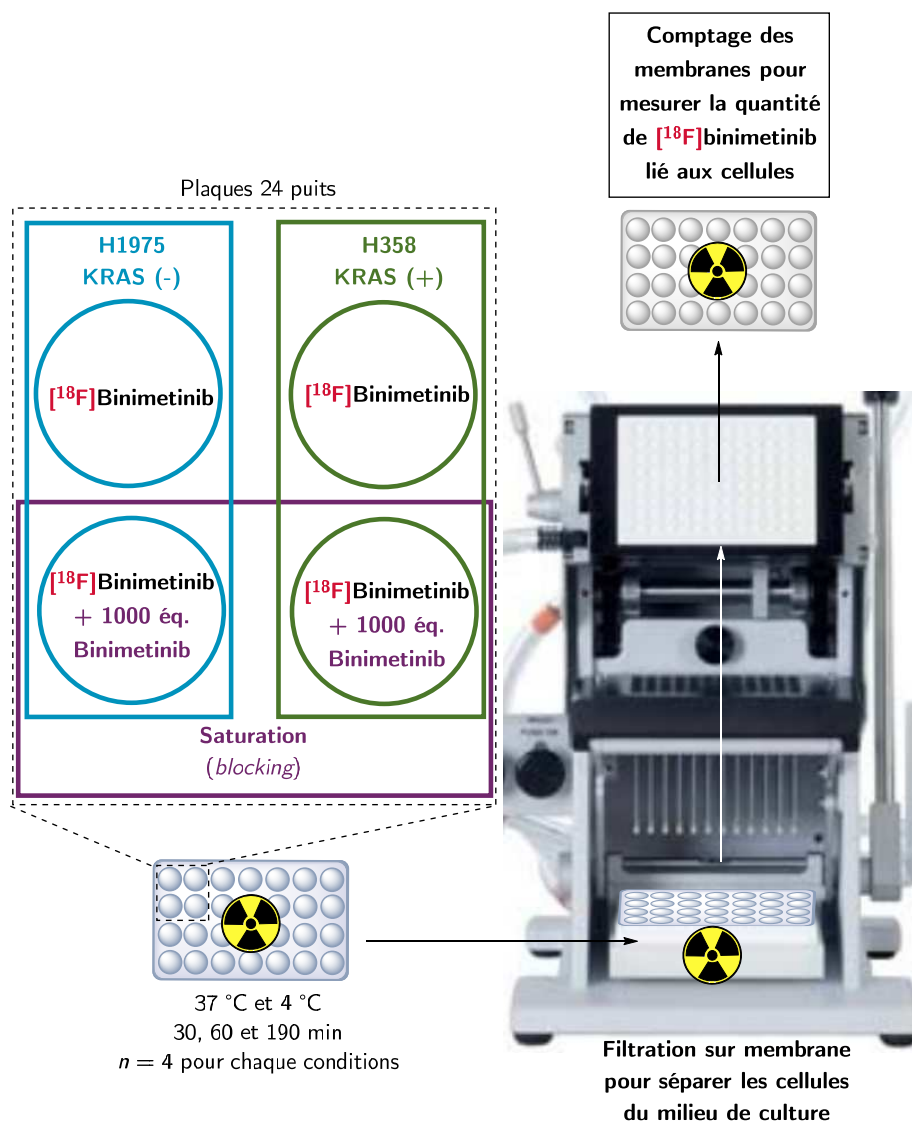 Comptage des
membranes pour
mesurer la quantité
de [¹⁸F]binimetinib
lié aux cellules
Plaques 24 puits
H1975
KRAS (-)
H358
KRAS (+)
[¹⁸F]Binimetinib
[¹⁸F]Binimetinib
[¹⁸F]Binimetinib
+ 1000 éq.
Binimetinib
[¹⁸F]Binimetinib
+ 1000 éq.
Binimetinib
Saturation
(blocking)
37 °C et 4 °C
30, 60 et 190 min
n = 4 pour chaque conditions
Filtration sur membrane
pour séparer les cellules
du milieu de culture